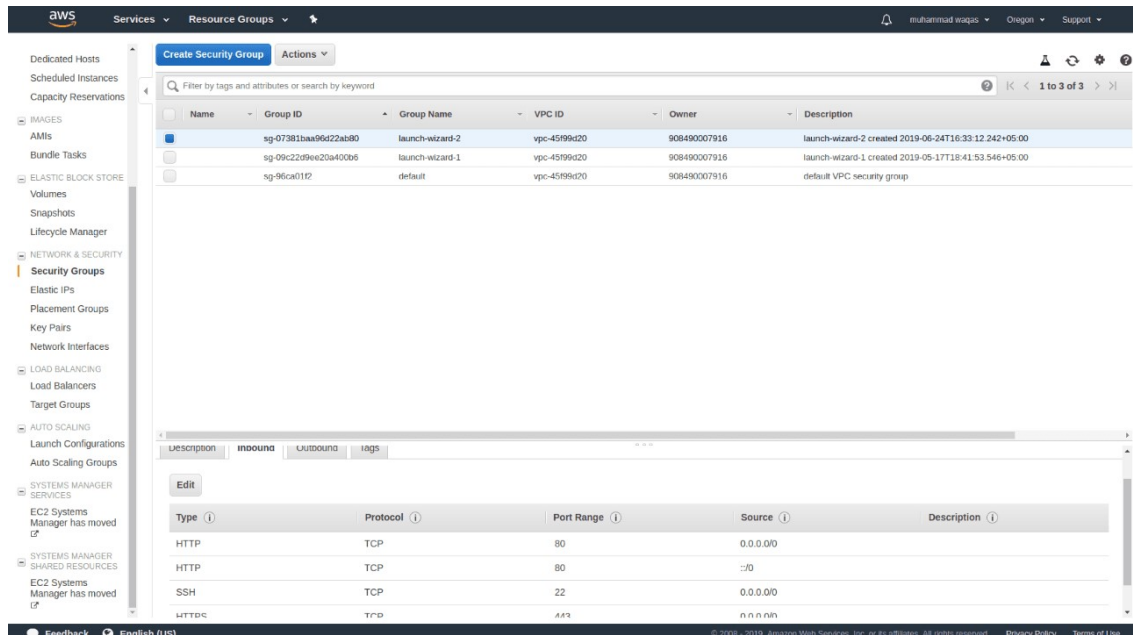 aws Services Resource Groups muhammad waqas Oregon Support
Dedicated Hosts
Scheduled Instances
Capacity Reservations
IMAGES
AMIs
Bundle Tasks
ELASTIC BLOCK STORE
Volumes
Snapshots
Lifecycle Manager
NETWORK & SECURITY
Security Groups
Elastic IPs
Placement Groups
Key Pairs
Network Interfaces
LOAD BALANCING
Load Balancers
Target Groups
AUTO SCALING
Launch Configurations
Auto Scaling Groups
SYSTEMS MANAGER
SERVICES
EC2 Systems
Manager has moved
SYSTEMS MANAGER
SHARED RESOURCES
EC2 Systems
Manager has moved
Create Security Group Actions
Filter by tags and attributes or search by keyword 1 to 3 of 3
Name Group ID Group Name VPC ID Owner Description
sg-07381baa96d22ab80 launch-wizard-2 vpc-45f99d20 908490007916 launch-wizard-2 created 2019-06-24T16:33:12.242+05:00
sg-09c22d9ee20a400b6 launch-wizard-1 vpc-45f99d20 908490007916 launch-wizard-1 created 2019-05-17T18:41:53.546+05:00
sg-96ca01f2 default vpc-45f99d20 908490007916 default VPC security group
Description Inbound Outbound Tags
Edit
Type Protocol Port Range Source Description
HTTP TCP 80 0.0.0.0/0
HTTP TCP 80 ::/0
SSH TCP 22 0.0.0.0/0
HTTPS TCP 443 0.0.0.0/0
Feedback English (US) © 2008 - 2019, Amazon Web Services, Inc. or its affiliates. All rights reserved. Privacy Policy Terms of Use